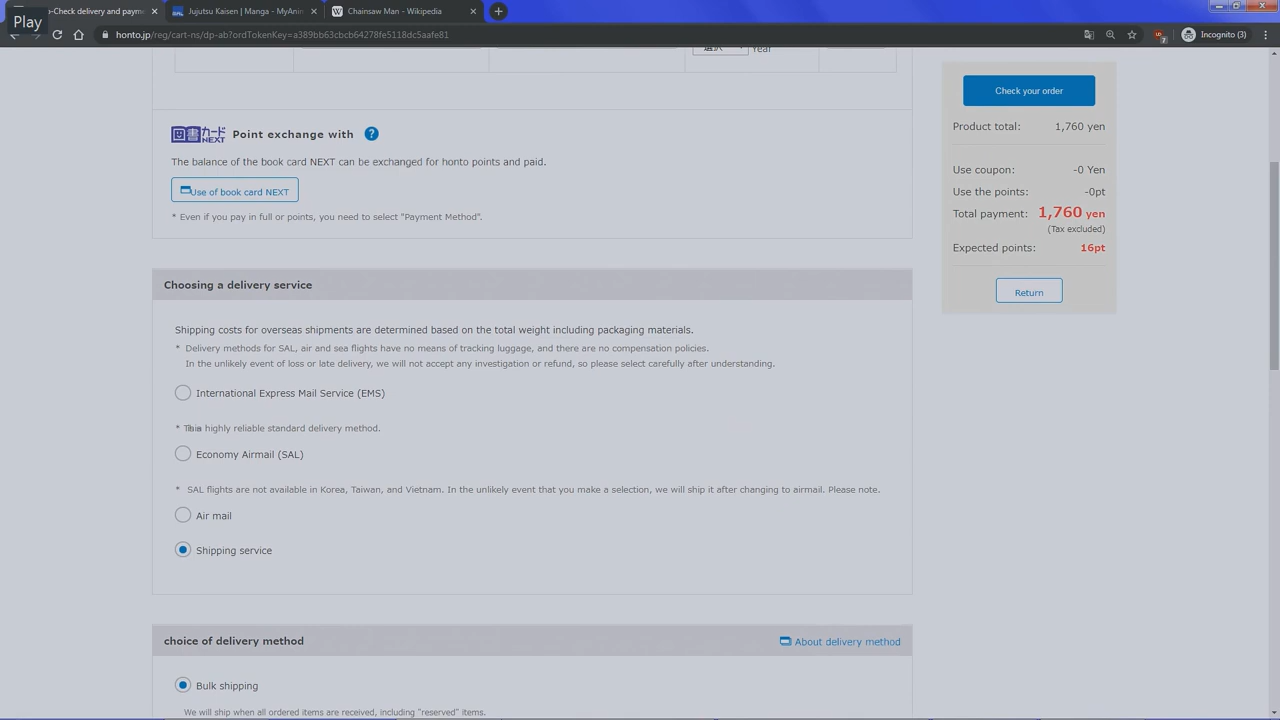 Play
-Check delivery and payme
Jujutsu Kaisen | Manga - MyAnim
Chainsaw Man - Wikipedia
honto.jp/reg/cart-ns/dp-ab?ordTokenKey=a389bb63cbcb64278fe5118dc5aafe81
Incognito (3)
選択 Year
図書カード NEXT Point exchange with ?
The balance of the book card NEXT can be exchanged for honto points and paid.
Use of book card NEXT
* Even if you pay in full or points, you need to select "Payment Method".
Check your order
Product total: 1,760 yen
Use coupon: -0 Yen
Use the points: -0pt
Total payment: 1,760 yen
(Tax excluded)
Expected points: 16pt
Return
Choosing a delivery service
Shipping costs for overseas shipments are determined based on the total weight including packaging materials.
* Delivery methods for SAL, air and sea flights have no means of tracking luggage, and there are no compensation policies.
In the unlikely event of loss or late delivery, we will not accept any investigation or refund, so please select carefully after understanding.
International Express Mail Service (EMS)
* highly reliable standard delivery method.
Economy Airmail (SAL)
* SAL flights are not available in Korea, Taiwan, and Vietnam. In the unlikely event that you make a selection, we will ship it after changing to airmail. Please note.
Air mail
Shipping service
choice of delivery method
About delivery method
Bulk shipping
We will ship when all ordered items are received, including "reserved" items.